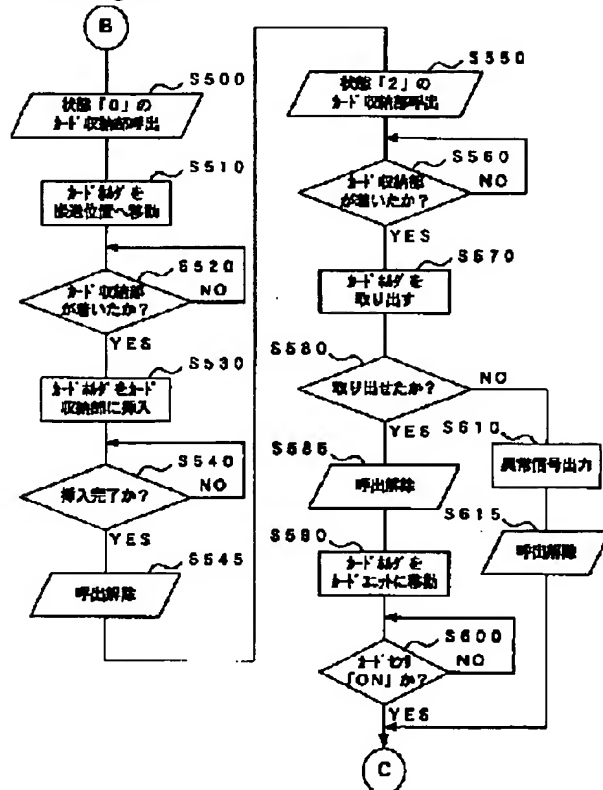 B
S500
状態「0」の
カード収納部呼出
S510
カードホルダを
搬送位置へ移動
S520
カード収納部
が着いたか?
NO
YES
S530
カードホルダをカード
収納部に挿入
S540
挿入完了か?
NO
YES
S545
呼出解除
S550
状態「2」の
カード収納部呼出
S560
カード収納部
が着いたか?
NO
YES
S570
カードホルダを
取り出す
S580
取り出せたか?
NO
YES
S585
呼出解除
S590
カードホルダを
カードユニットに移動
S600
カードセンサ
「ON」か?
NO
YES
S610
異常信号出力
S615
呼出解除
C